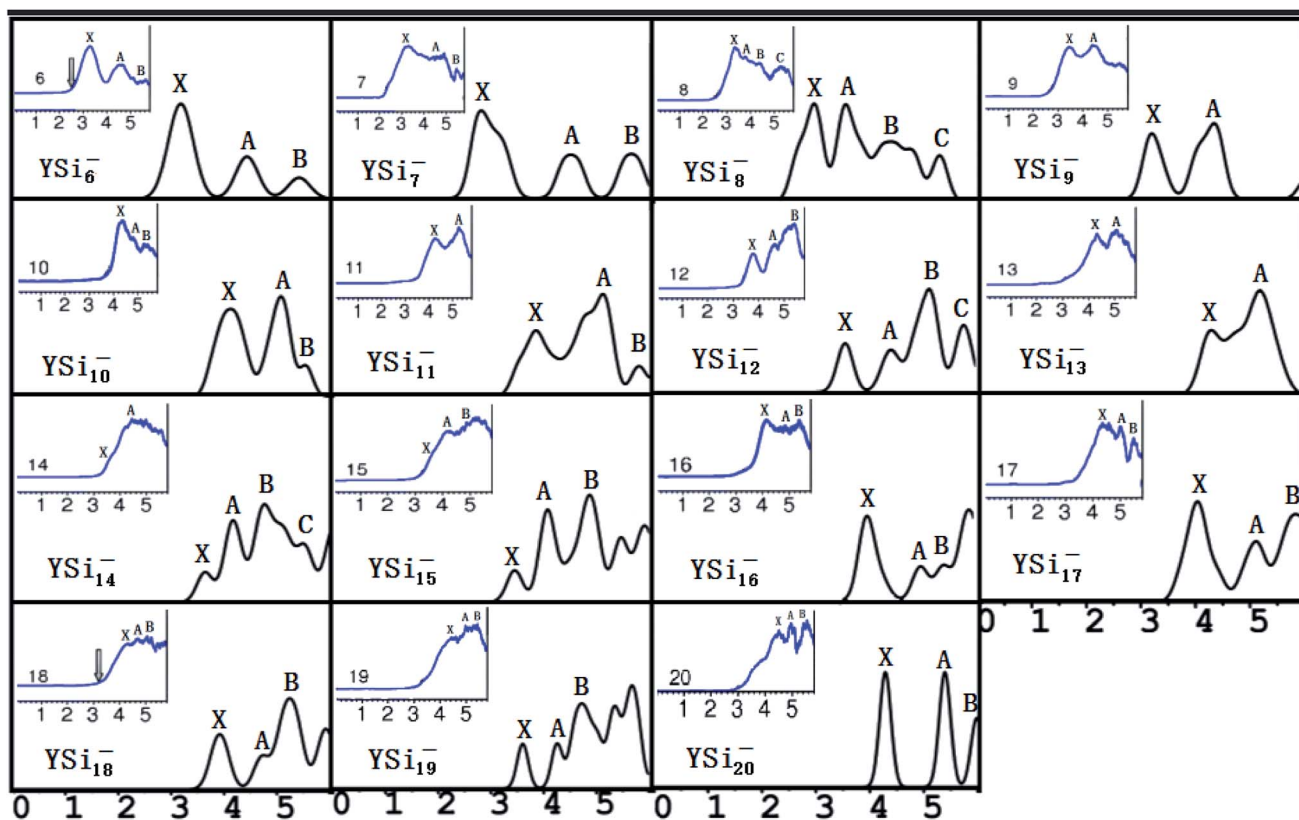 X A B
6
1 2 3 4 5
X A B
YSi₆⁻
X A B
7
1 2 3 4 5
X A B
YSi₇⁻
X A B C
8
1 2 3 4 5
X A B C
YSi₈⁻
X A
9
1 2 3 4 5
X A
YSi₉⁻
X A B
10
1 2 3 4 5
X A B
YSi₁₀⁻
X A
11
1 2 3 4 5
X A B
YSi₁₁⁻
X A B
12
1 2 3 4 5
X A B C
YSi₁₂⁻
X A
13
1 2 3 4 5
X A
YSi₁₃⁻
X A
14
1 2 3 4 5
X A B C
YSi₁₄⁻
X A B
15
1 2 3 4 5
X A B
YSi₁₅⁻
X A B
16
1 2 3 4 5
X A B
YSi₁₆⁻
X A B
17
1 2 3 4 5
X A B
YSi₁₇⁻
0 1 2 3 4 5
X A B
18
1 2 3 4 5
X A B
YSi₁₈⁻
0 1 2 3 4 5
X A B
19
1 2 3 4 5
X A B
YSi₁₉⁻
0 1 2 3 4 5
X A B
20
1 2 3 4 5
X A B
YSi₂₀⁻
0 1 2 3 4 5